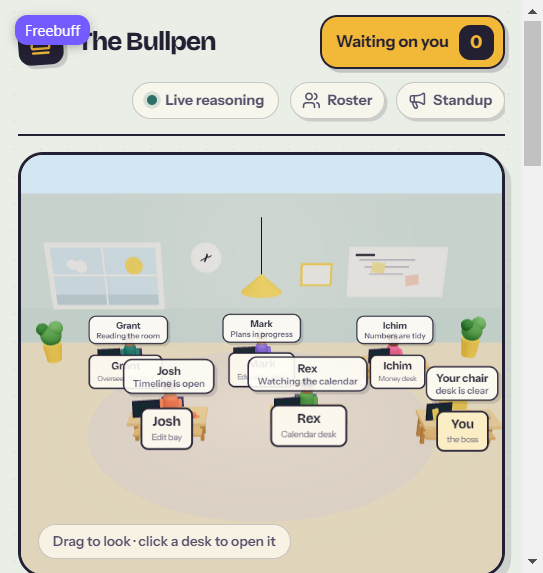 Freebuff
The Bullpen
Waiting on you 0
Live reasoning
Roster
Standup
Grant
Reading the room
Mark
Plans in progress
Ichim
Numbers are tidy
Josh
Timeline is open
Rex
Watching the calendar
Ichim
Money desk
Your chair
desk is clear
Josh
Edit bay
Rex
Calendar desk
You
the boss
Drag to look · click a desk to open it